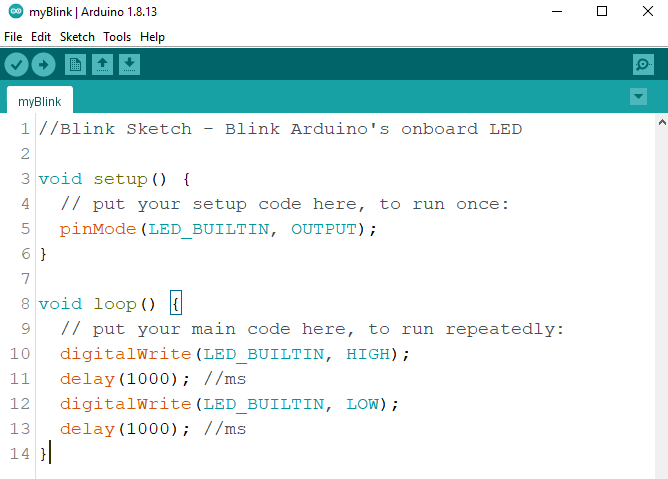 myBlink | Arduino 1.8.13
File Edit Sketch Tools Help
myBlink
1 //Blink Sketch - Blink Arduino's onboard LED
2
3 void setup() {
4   // put your setup code here, to run once:
5   pinMode(LED_BUILTIN, OUTPUT);
6 }
7
8 void loop() {
9   // put your main code here, to run repeatedly:
10   digitalWrite(LED_BUILTIN, HIGH);
11   delay(1000); //ms
12   digitalWrite(LED_BUILTIN, LOW);
13   delay(1000); //ms
14 }